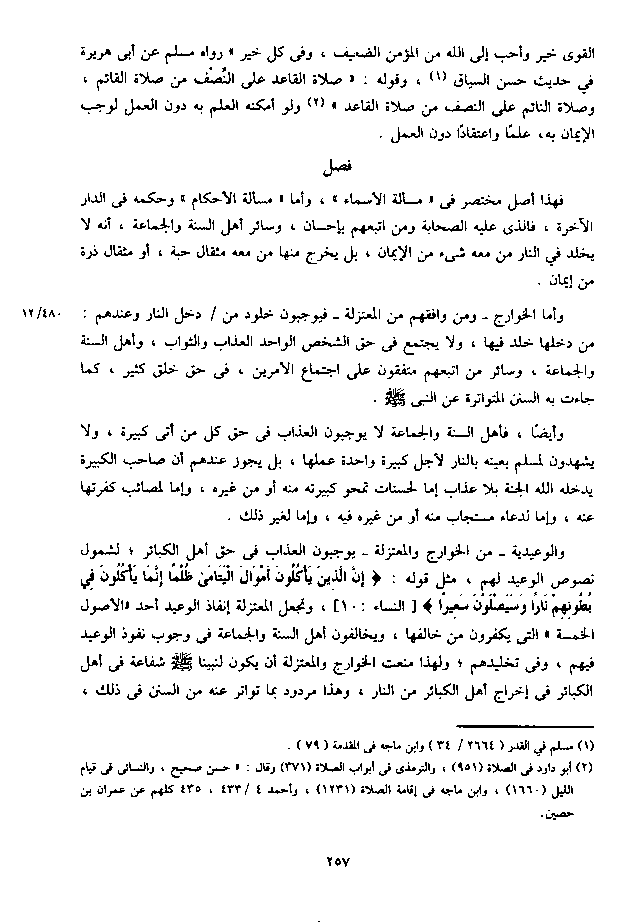 القوى خير وأحب إلى الله من المؤمن الضعيف ، وفى كل خير » رواه مسلم عن أبى هريرة
في حديث حسن السياق (١) ، وقوله : « صلاة القاعد على النِّصْف من صلاة القائم ،
وصلاة النائم على النصف من صلاة القاعد » (٢) ولو أمكنه العلم به دون العمل لوجب
الإيمان به، علمًا واعتقادًا دون العمل .
فصل
فهذا أصل مختصر فى « مسألة الأسماء » ، وأما « مسألة الأحكام » وحكمه فى الدار
الآخرة ، فالذى عليه الصحابة ومن اتبعهم بإحسان ، وسائر أهل السنة والجماعة ، أنه لا
يخلد في النار من معه شىء من الإيمان ، بل يخرج منها من معه مثقال حبة ، أو مثقال ذرة
من إيمان .
وأما الخوارج ـ ومن وافقهم من المعتزلة ـ فيوجبون خلود من / دخل النار وعندهم : ١٢/٤٨٠
من دخلها خلد فيها ، ولا يجتمع فى حق الشخص الواحد العذاب والثواب ، وأهل السنة
والجماعة ، وسائر من اتبعهم متفقون على اجتماع الأمرين ، فى حق خلق كثير ، كما
جاءت به السنن المتواترة عن النبى ﷺ .
وأيضًا ، فأهل السنة والجماعة لا يوجبون العذاب فى حق كل من أتى كبيرة ، ولا
يشهدون لمسلم بعينه بالنار لأجل كبيرة واحدة عملها ، بل يجوز عندهم أن صاحب الكبيرة
يدخله الله الجنة بلا عذاب إما لحسنات تمحو كبيرته منه أو من غيره ، وإما لمصائب كفرتها
عنه ، وإما لدعاء مستجاب منه أو من غيره فيه ، وإما لغير ذلك .
والوعيدية ـ من الخوارج والمعتزلة ـ يوجبون العذاب فى حق أهل الكبائر ؛ لشمول
نصوص الوعيد لهم ، مثل قوله : ﴿ إِنَّ الَّذِينَ يَأْكُلُونَ أَمْوَالَ الْيَتَامَىٰ ظُلْمًا إِنَّمَا يَأْكُلُونَ فِي
بُطُونِهِمْ نَارًا وَسَيَصْلَوْنَ سَعِيرًا ﴾ [ النساء : ١٠] ، وتجعل المعتزلة إنفاذ الوعيد أحد «الأصول
الخمسة » التى يكفرون من خالفها ، ويخالفون أهل السنة والجماعة فى وجوب نفوذ الوعيد
فيهم ، وفى تخليدهم ؛ ولهذا منعت الخوارج والمعتزلة أن يكون لنبينا ﷺ شفاعة فى أهل
الكبائر فى إخراج أهل الكبائر من النار ، وهذا مردود بما تواتر عنه من السنن فى ذلك ،
(١) مسلم في القدر ( ٢٦٦٤ / ٣٤ ) وابن ماجه فى المقدمة ( ٧٩ ) .
(٢) أبو داود فى الصلاة (٩٥١) ، والترمذى فى أبواب الصلاة (٣٧١) وقال : « حسن صحيح ، والنسائى فى قيام
الليل (١٦٦٠) ، وابن ماجه فى إقامة الصلاة (١٢٣١) ، وأحمد ٤ /٤٣٣ ، ٤٣٥ كلهم عن عمران بن
حصين.
٢٥٧